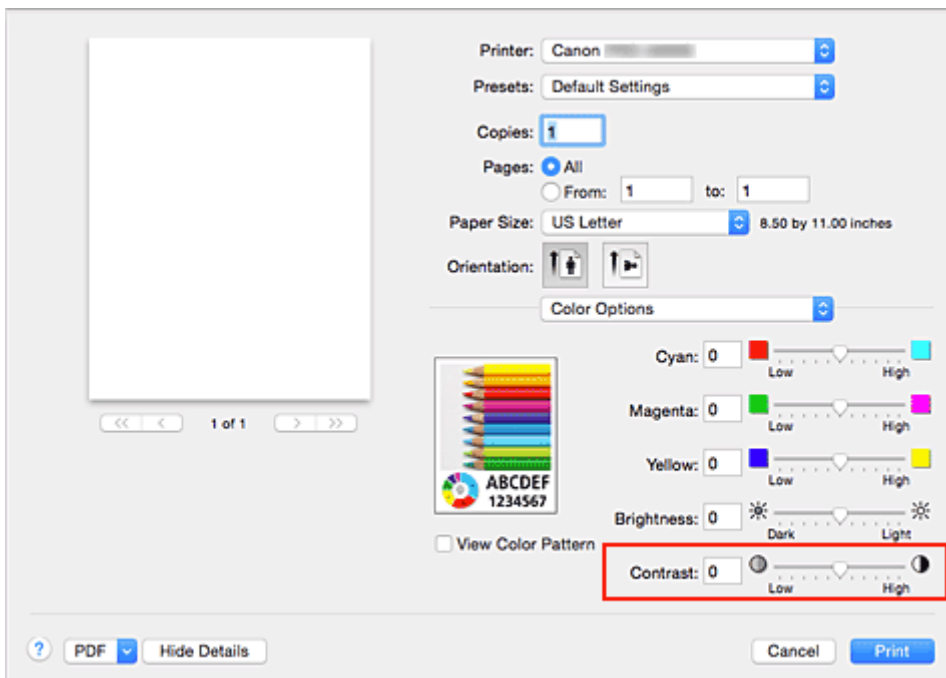 Printer: Canon
Presets: Default Settings
Copies: 1
Pages: All
From: 1 to: 1
Paper Size: US Letter 8.50 by 11.00 inches
Orientation:
Color Options
Cyan: 0
Low High
Magenta: 0
Low High
Yellow: 0
Low High
Brightness: 0
Dark Light
Contrast: 0
Low High
ABCDEF
1234567
View Color Pattern
<< < 1 of 1 > >>
? PDF Hide Details Cancel Print